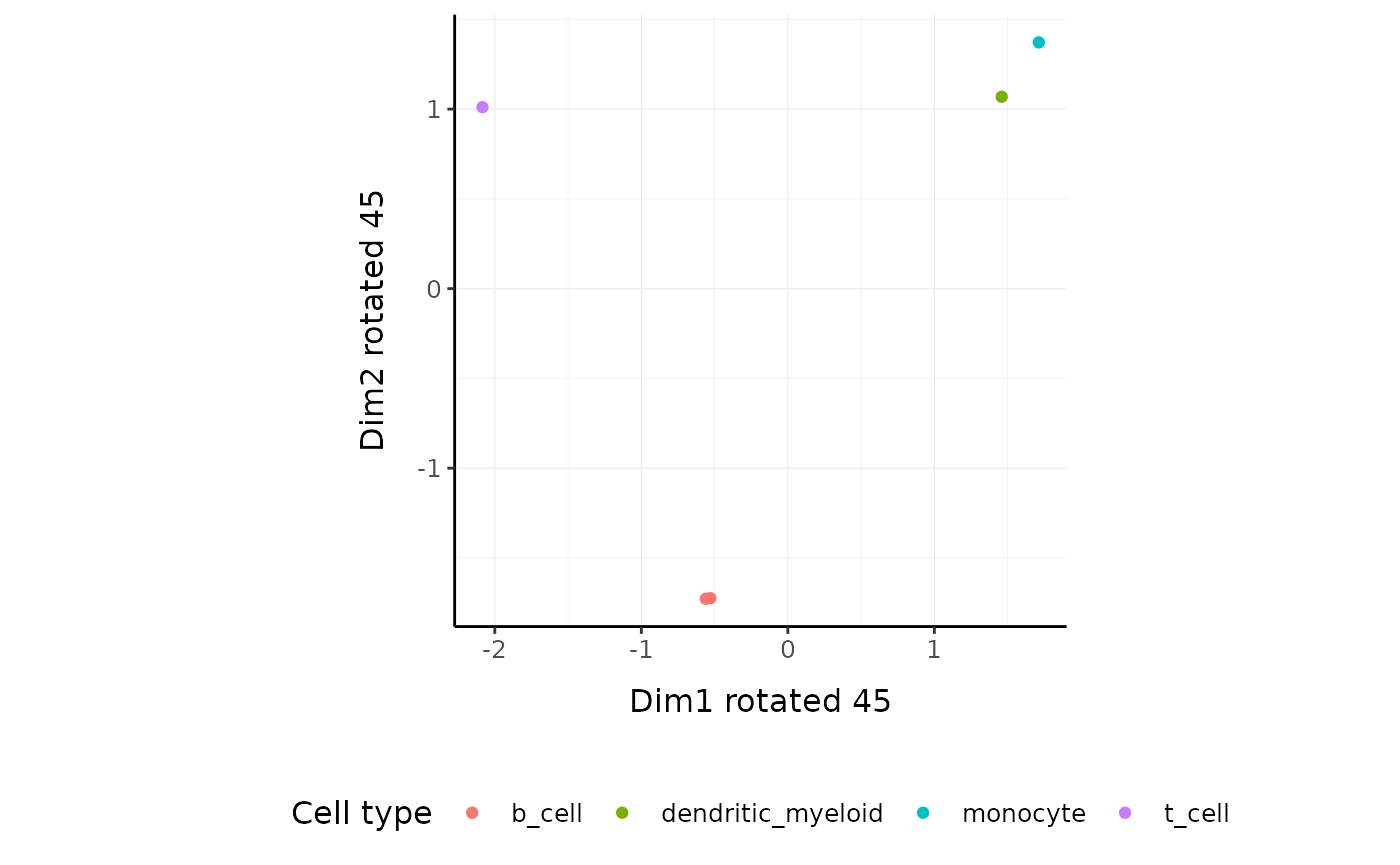 1
0
-1
Dim2 rotated 45
-2 -1 0 1
Dim1 rotated 45
Cell type b_cell dendritic_myeloid monocyte t_cell